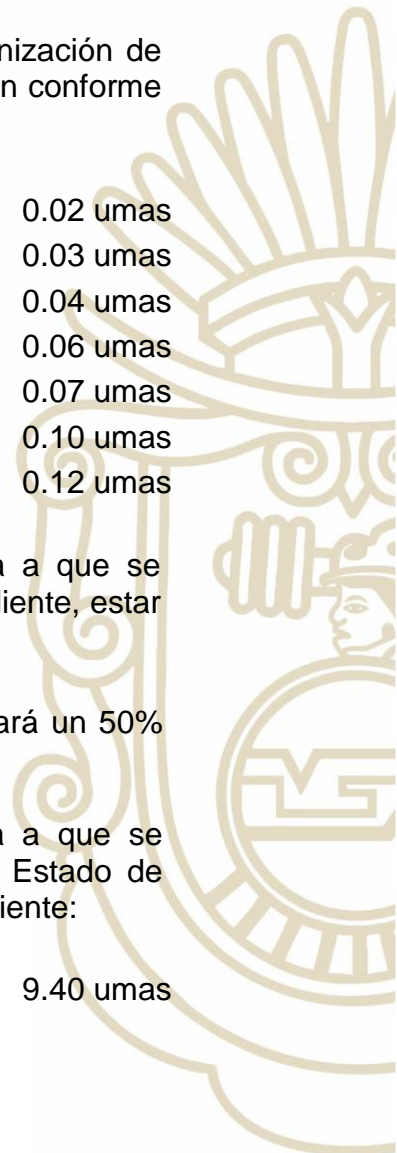 nización de
n conforme
0.02 umas
0.03 umas
0.04 umas
0.06 umas
0.07 umas
0.10 umas
0.12 umas
a a que se
liente, estar
ará un 50%
a a que se
Estado de
iente:
9.40 umas